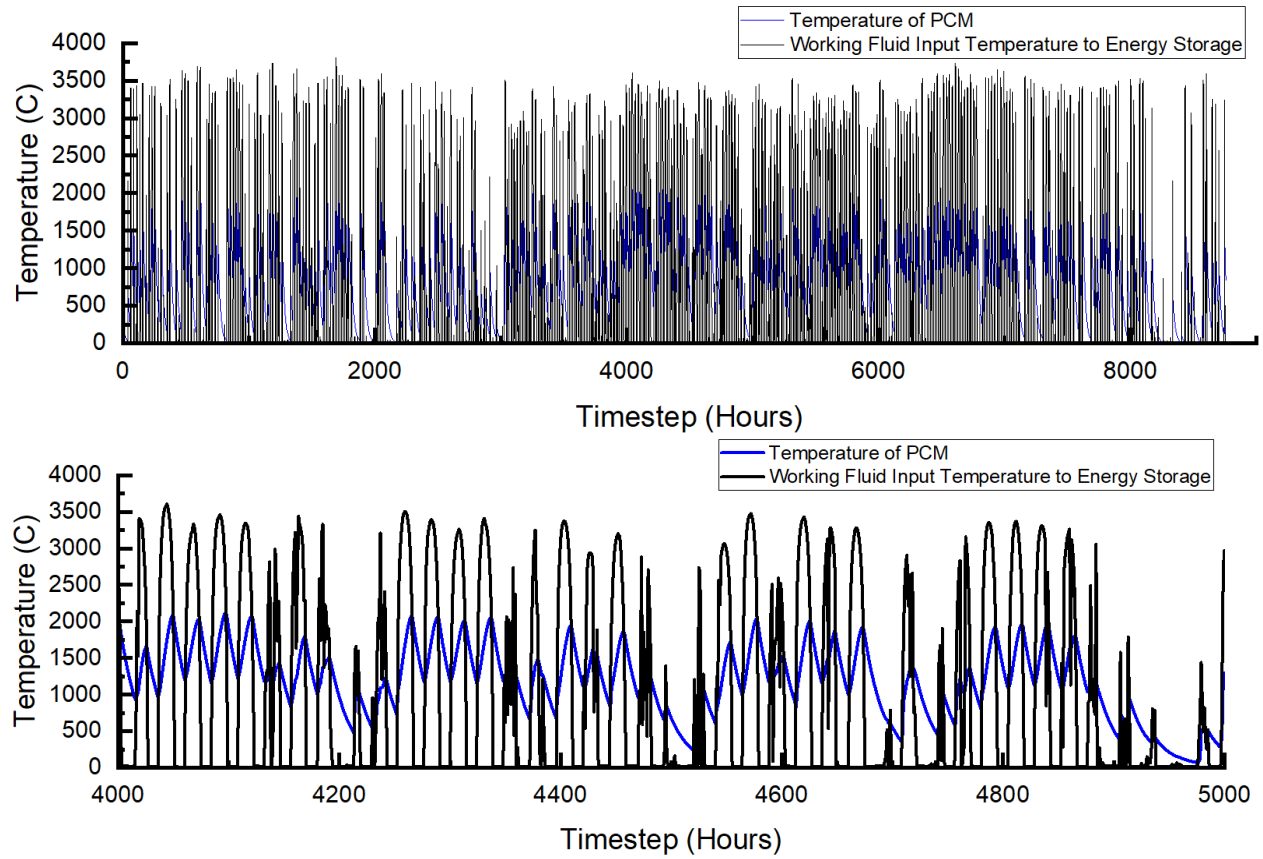 Temperature of PCM
Working Fluid Input Temperature to Energy Storage
4000
3500
3000
2500
2000
1500
1000
500
0
Temperature (C)
0 2000 4000 6000 8000
Timestep (Hours)
Temperature of PCM
Working Fluid Input Temperature to Energy Storage
4000
3500
3000
2500
2000
1500
1000
500
0
Temperature (C)
4000 4200 4400 4600 4800 5000
Timestep (Hours)